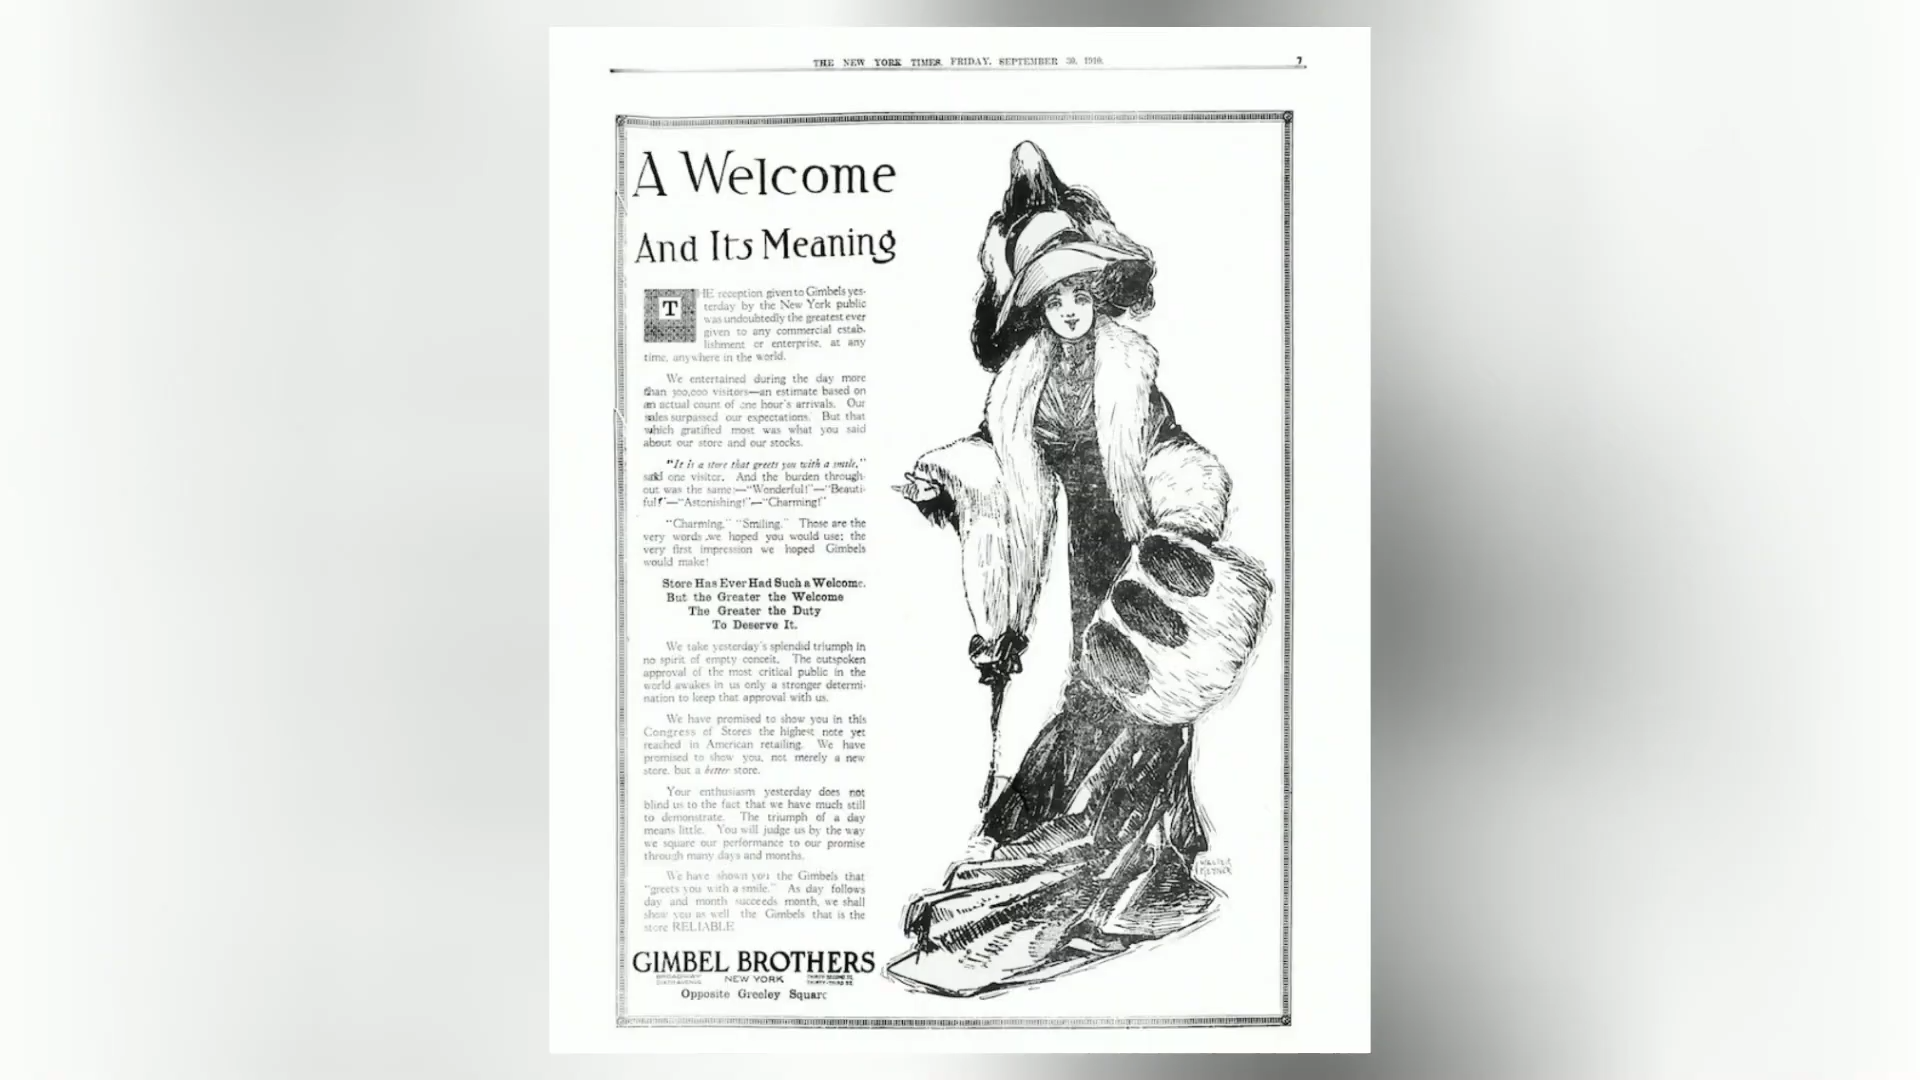 THE NEW YORK TIMES, FRIDAY, SEPTEMBER 30, 1910.
7
A Welcome
And Its Meaning
THE reception given to Gimbels yes-
terday by the New York public
was undoubtedly the greatest ever
given to any commercial estab-
lishment or enterprise, at any
time, anywhere in the world.
We entertained during the day more
than 300,000 visitors—an estimate based on
an actual count of one hour's arrivals. Our
sales surpassed our expectations. But that
which gratified most was what you said
about our store and our stocks.
"It is a store that greets you with a smile,"
said one visitor. And the burden through-
out was the same:—"Wonderful!"—"Beauti-
ful!"—"Astonishing!"—"Charming!"
"Charming," "Smiling." Those are the
very words we hoped you would use; the
very first impression we hoped Gimbels
would make!
Store Has Ever Had Such a Welcome.
But the Greater the Welcome
The Greater the Duty
To Deserve It.
We take yesterday's splendid triumph in
no spirit of empty conceit. The outspoken
approval of the most critical public in the
world awakes in us only a stronger determi-
nation to keep that approval with us.
We have promised to show you in this
Congress of Stores the highest note yet
reached in American retailing. We have
promised to show you, not merely a new
store, but a better store.
Your enthusiasm yesterday does not
blind us to the fact that we have much still
to demonstrate. The triumph of a day
means little. You will judge us by the way
we square our performance to our promise
through many days and months.
We have shown you the Gimbels that
"greets you with a smile." As day follows
day and month succeeds month, we shall
show you as well the Gimbels that is the
store RELIABLE
GIMBEL BROTHERS
BROADWAY NEW YORK THIRTY-SECOND ST.
SIXTH AVENUE THIRTY-THIRD ST.
Opposite Greeley Square
WALTER